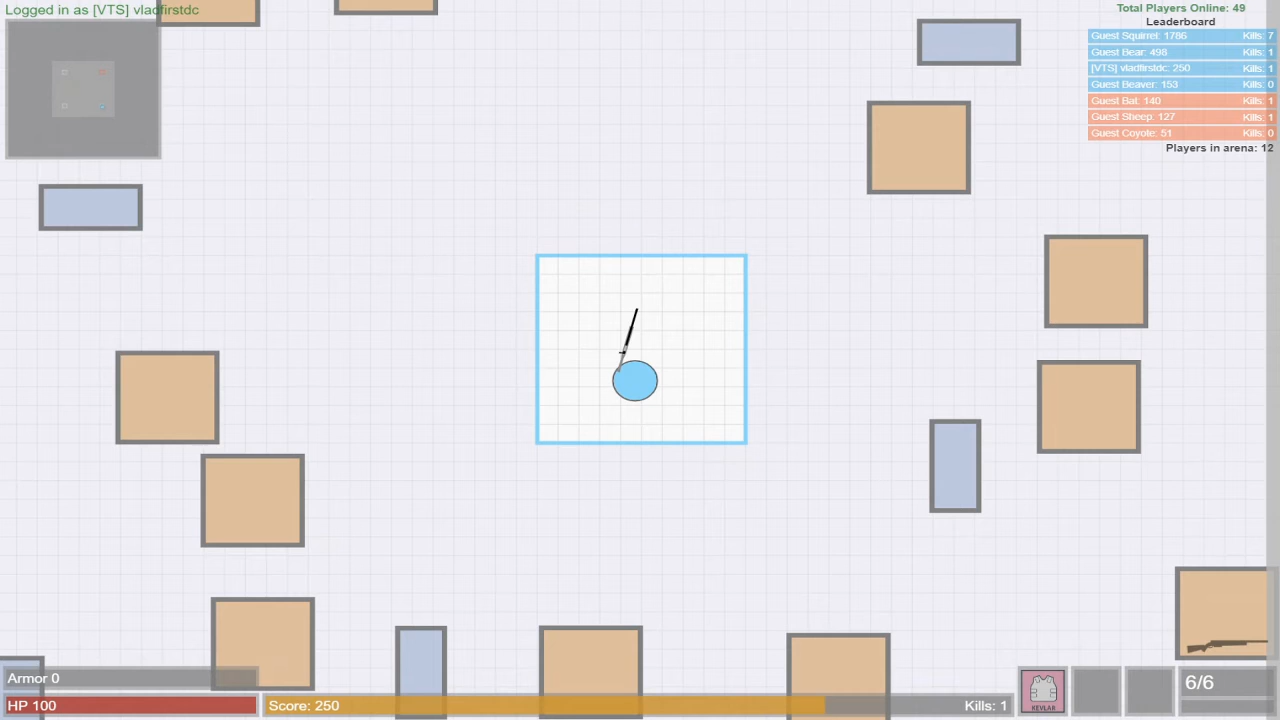 Logged in as [VTS] vladfirstdc
Total Players Online: 49
Leaderboard
Guest Squirrel: 1786 Kills: 7
Guest Bear: 498 Kills: 1
[VTS] vladfirstdc: 250 Kills: 1
Guest Beaver: 153 Kills: 0
Guest Bat: 140 Kills: 1
Guest Sheep: 127 Kills: 1
Guest Coyote: 51 Kills: 0
Players in arena: 12
Armor 0
HP 100
Score: 250
Kills: 1
KEVLAR
6/6